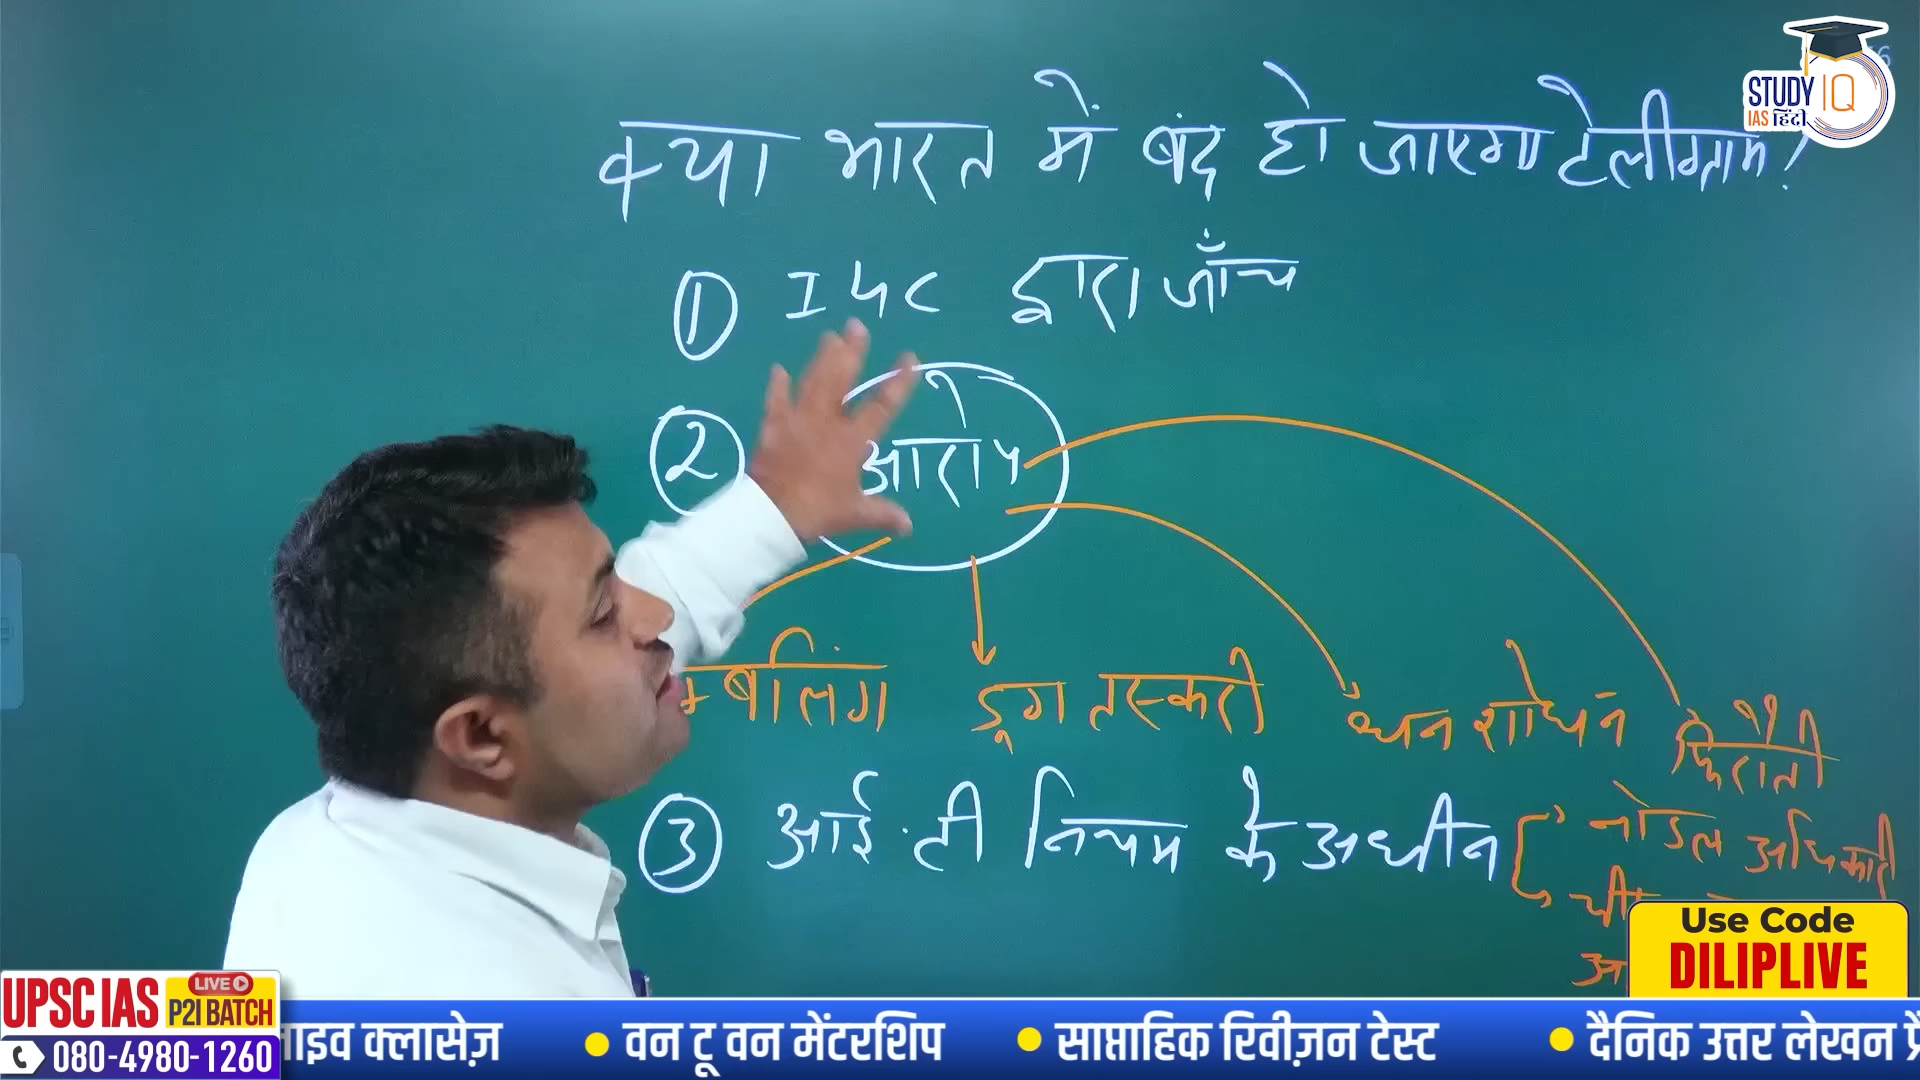 STUDY IQ
IAS हिंदी
क्या भारत में बंद हो जाएगा टेलीग्राम?
① I4C द्वारा जाँच
② आरोप
म्बलिंग ड्रग तस्करी धन शोधन फिरौती
③ आई.टी नियम के अधीन { नोडल अधिकारी
Use Code
DILIPLIVE
UPSC IAS LIVE P2I BATCH
080-4980-1260
लाइव क्लासेज़ • वन टू वन मेंटरशिप • साप्ताहिक रिवीज़न टेस्ट • दैनिक उत्तर लेखन